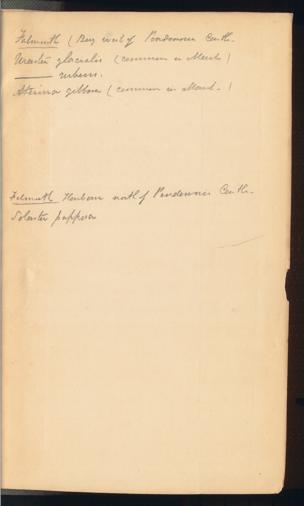 Falmouth (Bay west of Pendennis Castle.
Uraster glacialis (common in March)
——— rubens.
Asterina gibbosa (common in March.)
Falmouth Harbour north of Pendennis Castle.
Solaster papposa